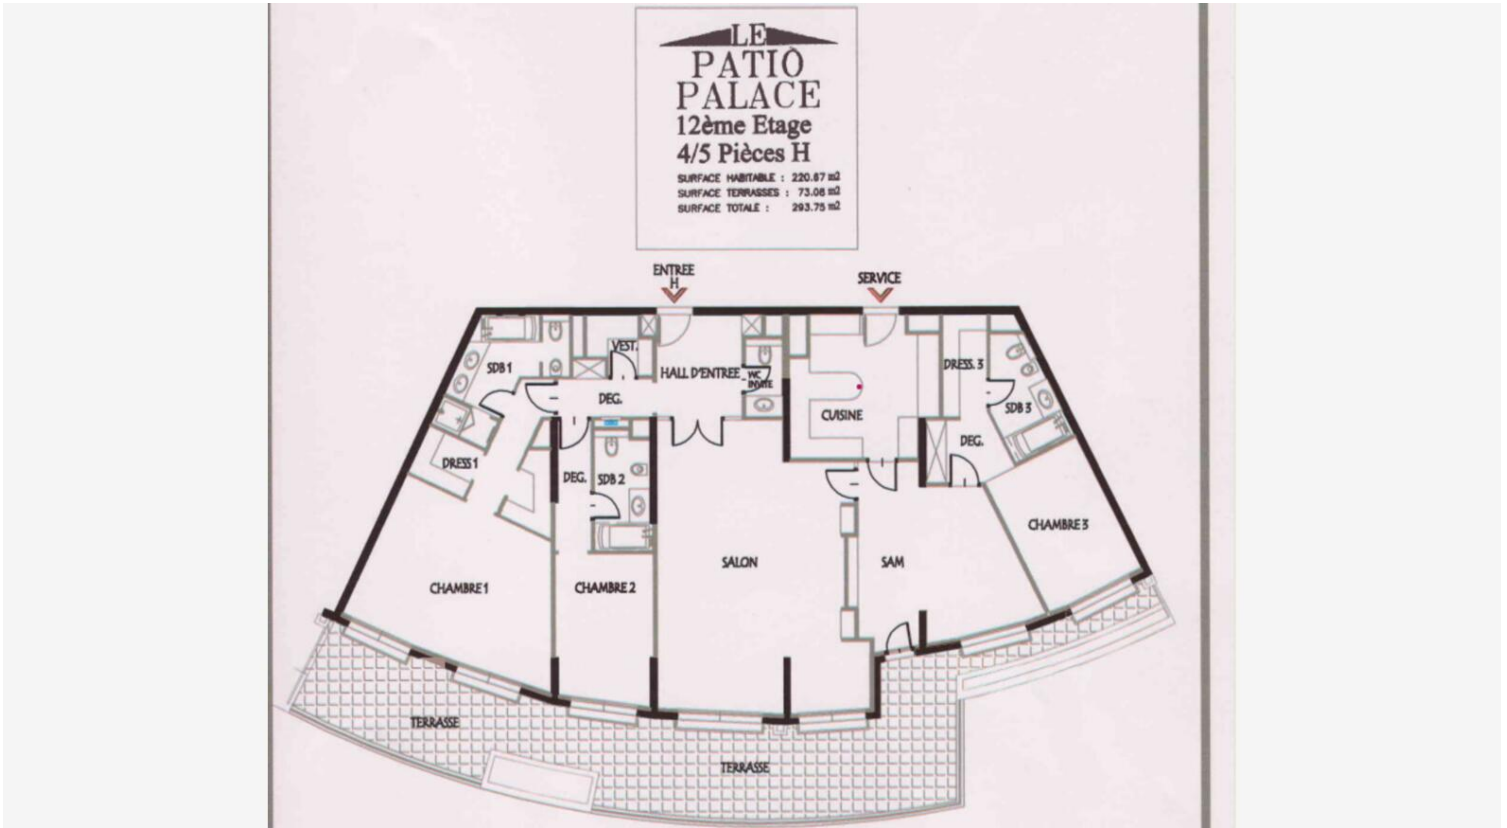 LE
PATIO
PALACE
12ème Etage
4/5 Pièces H
SURFACE HABITABLE : 220.67 m2
SURFACE TERRASSES : 73.08 m2
SURFACE TOTALE : 293.75 m2
ENTREE
H
SERVICE
VEST.
SDB 1
HALL D'ENTREE
WC
INVITE
DRESS. 3
DEG.
CUISINE
SDB 3
DEG.
DRESS 1
DEG.
SDB 2
CHAMBRE 3
SALON
SAM
CHAMBRE 1
CHAMBRE 2
TERRASSE
TERRASSE